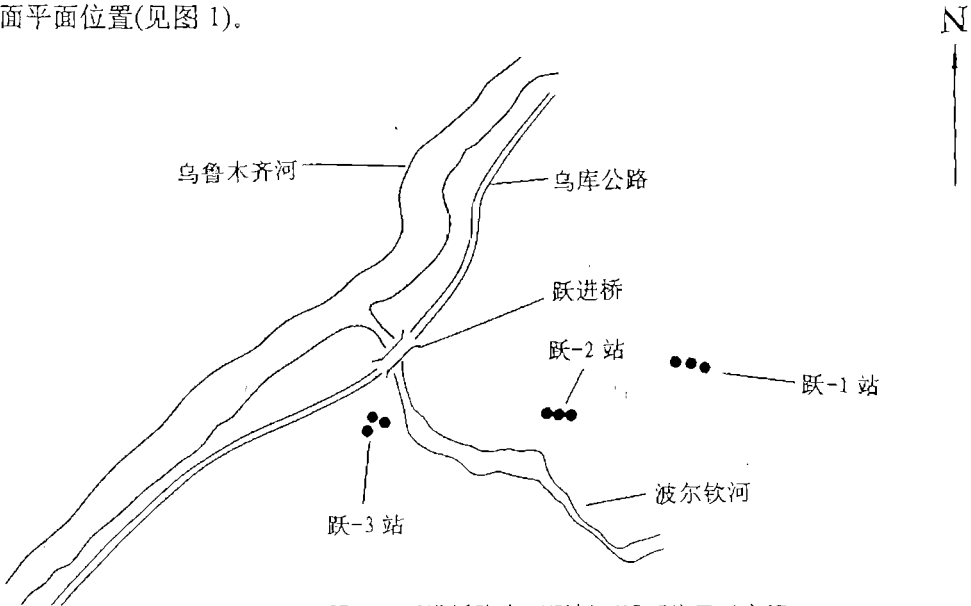 面平面位置(见图 1)。
N
乌鲁木齐河
乌库公路
跃进桥
跃-2 站
跃-1 站
波尔钦河
跃-3 站